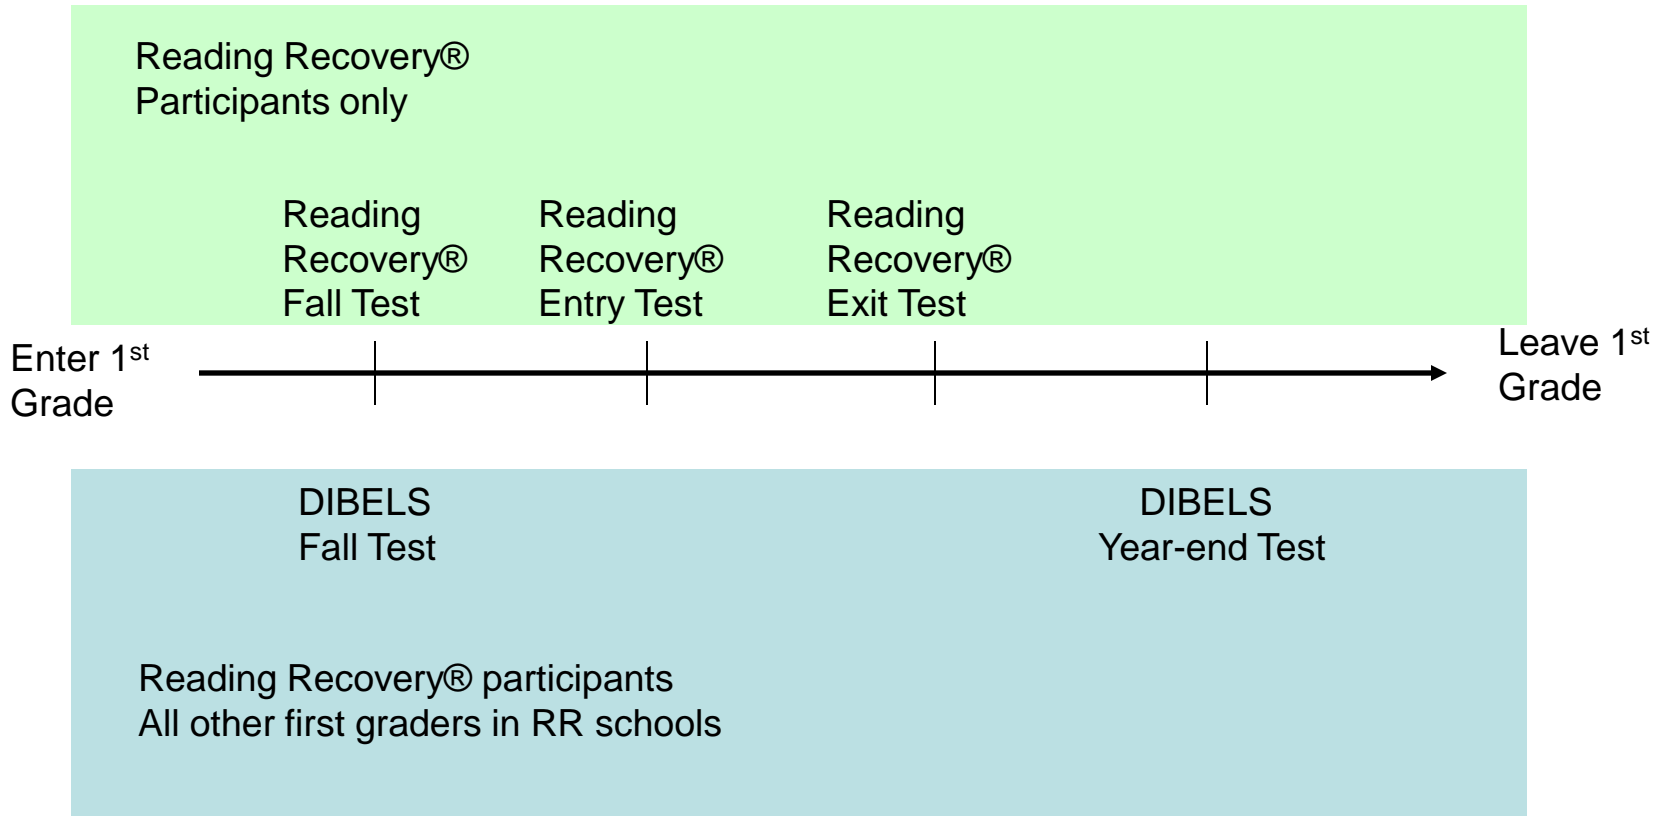 Reading Recovery®
Participants only
Reading
Recovery®
Fall Test
Reading
Recovery®
Entry Test
Reading
Recovery®
Exit Test
Enter 1st
Grade
Leave 1st
Grade
DIBELS
Fall Test
DIBELS
Year-end Test
Reading Recovery® participants
All other first graders in RR schools